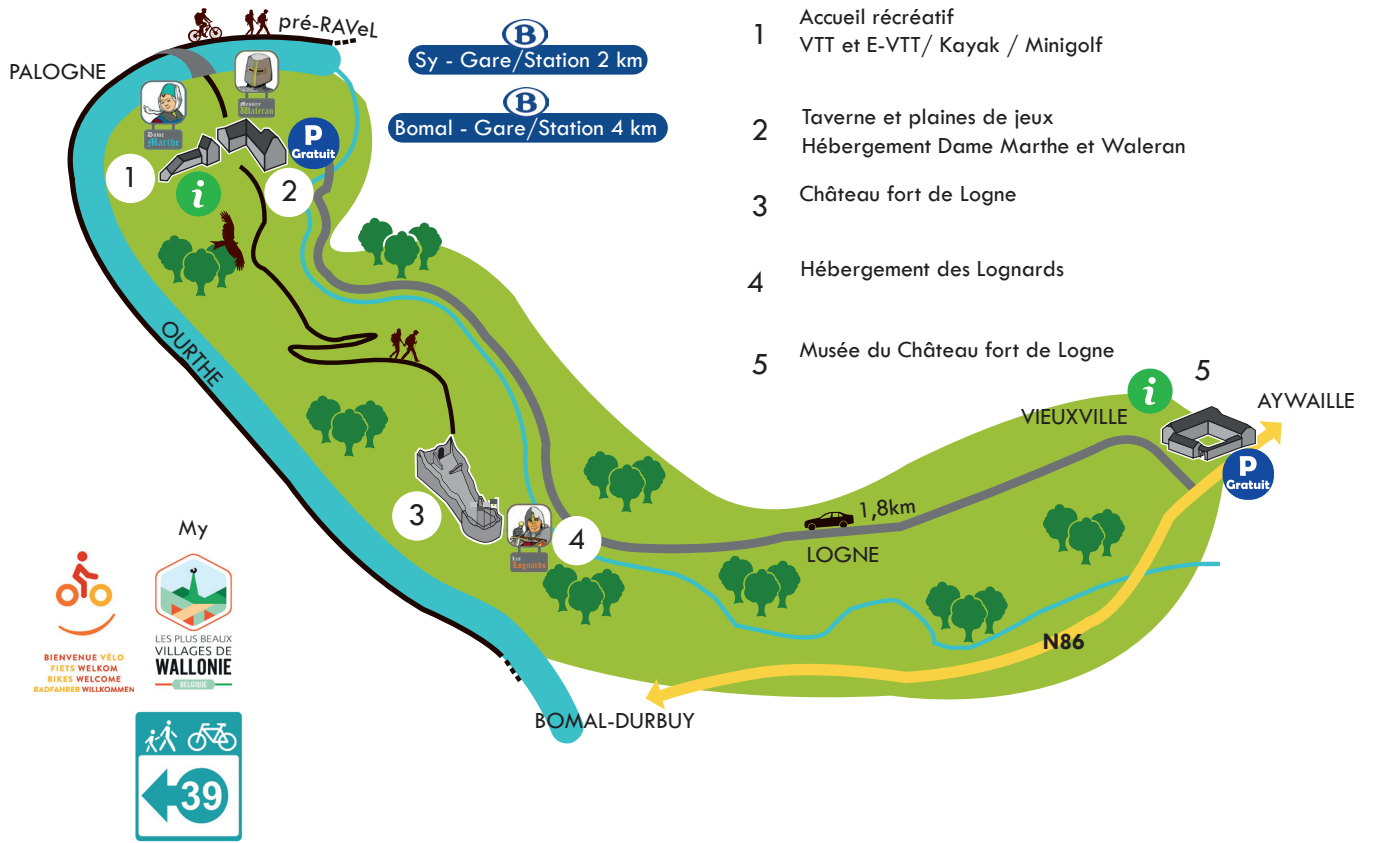 pré-RAVeL
PALOGNE
B
Sy - Gare/Station 2 km
B
Bomal - Gare/Station 4 km
Messire
Waleran
Dame
Marthe
P
Gratuit
1
i
2
OURTHE
3
4
Les
Lognards
1,8km
LOGNE
VIEUXVILLE
i
5
AYWAILLE
P
Gratuit
N86
BOMAL-DURBUY
1
Accueil récréatif
VTT et E-VTT/ Kayak / Minigolf
2
Taverne et plaines de jeux
Hébergement Dame Marthe et Waleran
3
Château fort de Logne
4
Hébergement des Lognards
5
Musée du Château fort de Logne
BIENVENUE VÉLO
FIETS WELKOM
BIKES WELCOME
RADFAHRER WILLKOMMEN
My
LES PLUS BEAUX
VILLAGES DE
WALLONIE
BELGIQUE
39